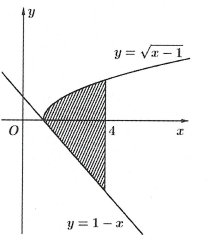 y
y = √x − 1
O
4
x
y = 1 − x